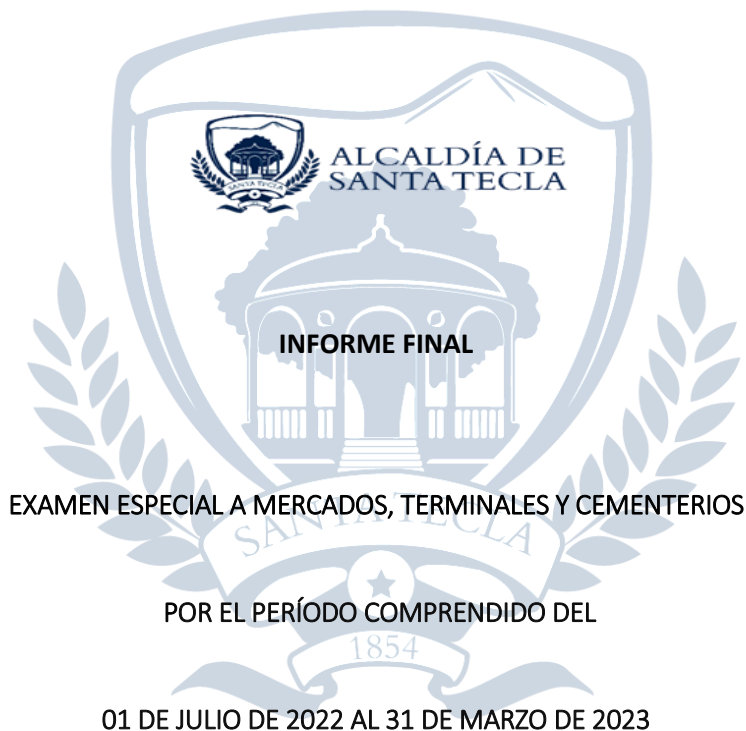 SANTA TECLA
ALCALDÍA DE
SANTA TECLA
INFORME FINAL
EXAMEN ESPECIAL A MERCADOS, TERMINALES Y CEMENTERIOS
SANTA TECLA
POR EL PERÍODO COMPRENDIDO DEL
1854
01 DE JULIO DE 2022 AL 31 DE MARZO DE 2023